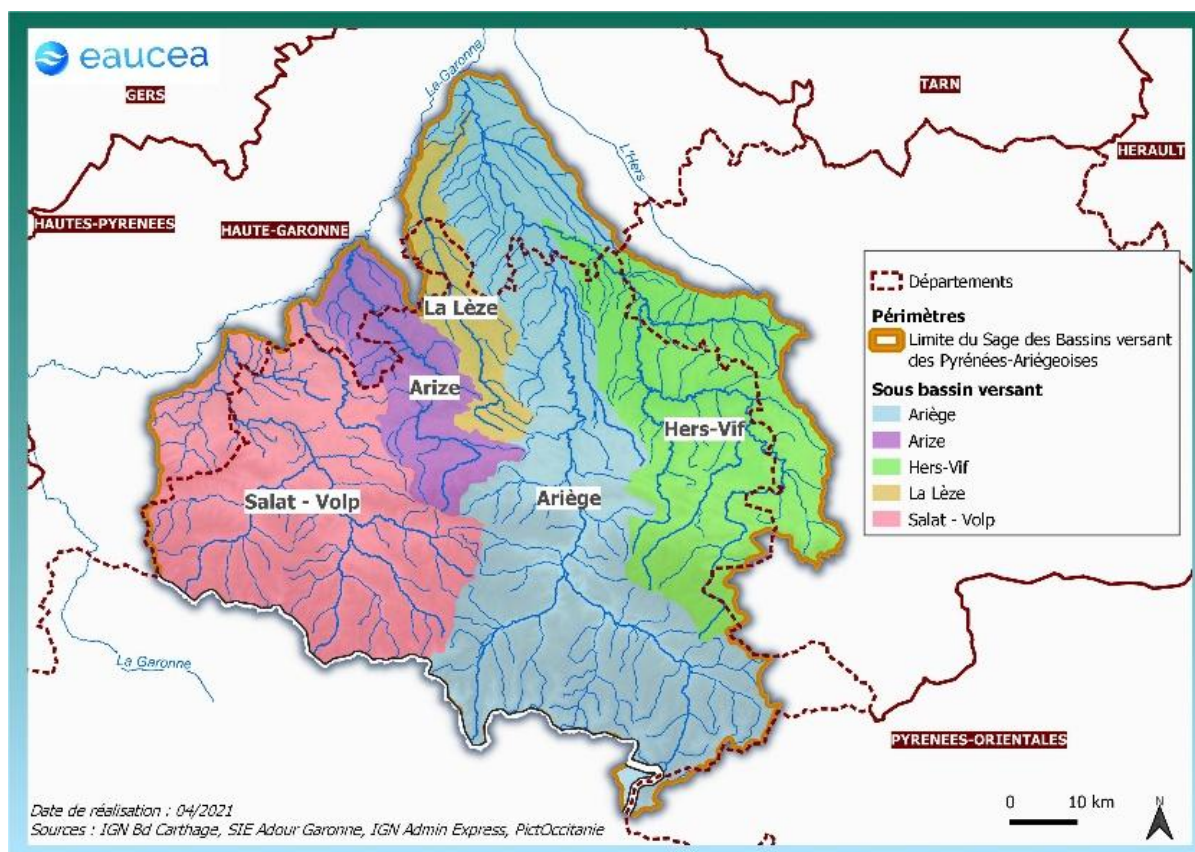 eaucea
La Garonne
GERS
TARN
L'Hers
HERAULT
HAUTES-PYRENEES
HAUTE-GARONNE
Départements
Périmètres
Limite du Sage des Bassins versant
des Pyrénées-Ariégeoises
Sous bassin versant
Ariège
Arize
Hers-Vif
La Lèze
Salat - Volp
La Lèze
Arize
Hers-Vif
Salat - Volp
Ariège
La Garonne
PYRENEES-ORIENTALES
Date de réalisation : 04/2021
Sources : IGN Bd Carthage, SIE Adour Garonne, IGN Admin Express, PictOccitanie
0 10 km
N